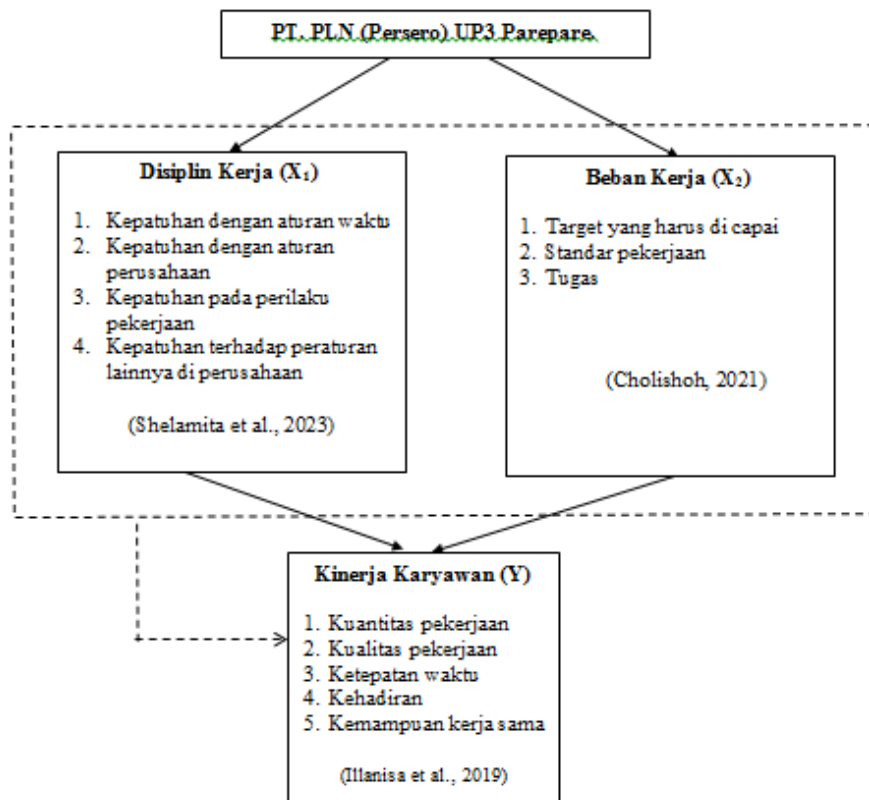 PT. PLN (Persero) UP3 Parepare.
Disiplin Kerja (X₁)
1. Kepatuhan dengan aturan waktu
2. Kepatuhan dengan aturan
perusahaan
3. Kepatuhan pada perilaku
pekerjaan
4. Kepatuhan terhadap peraturan
lainnya di perusahaan
(Shelamita et al., 2023)
Beban Kerja (X₂)
1. Target yang harus di capai
2. Standar pekerjaan
3. Tugas
(Cholishoh, 2021)
Kinerja Karyawan (Y)
1. Kuantitas pekerjaan
2. Kualitas pekerjaan
3. Ketepatan waktu
4. Kehadiran
5. Kemampuan kerja sama
(Illanisa et al., 2019)